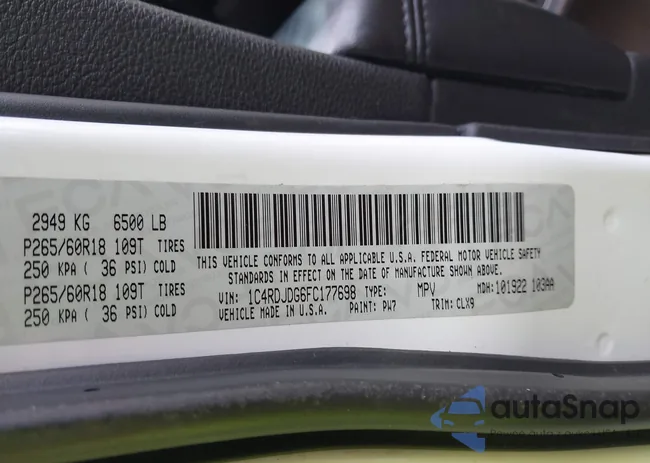 2949 KG 6500 LB
P265/60R18 109T TIRES
250 KPA ( 36 PSI) COLD
P265/60R18 109T TIRES
250 KPA ( 36 PSI) COLD
THIS VEHICLE CONFORMS TO ALL APPLICABLE U.S.A. FEDERAL MOTOR VEHICLE SAFETY
STANDARDS IN EFFECT ON THE DATE OF MANUFACTURE SHOWN ABOVE.
VIN: 1C4RDJDG6FC177698 TYPE: MPV MDH: 101922 103AA
VEHICLE MADE IN U.S.A. PAINT: PW7 TRIM: CLX9
autaSnap